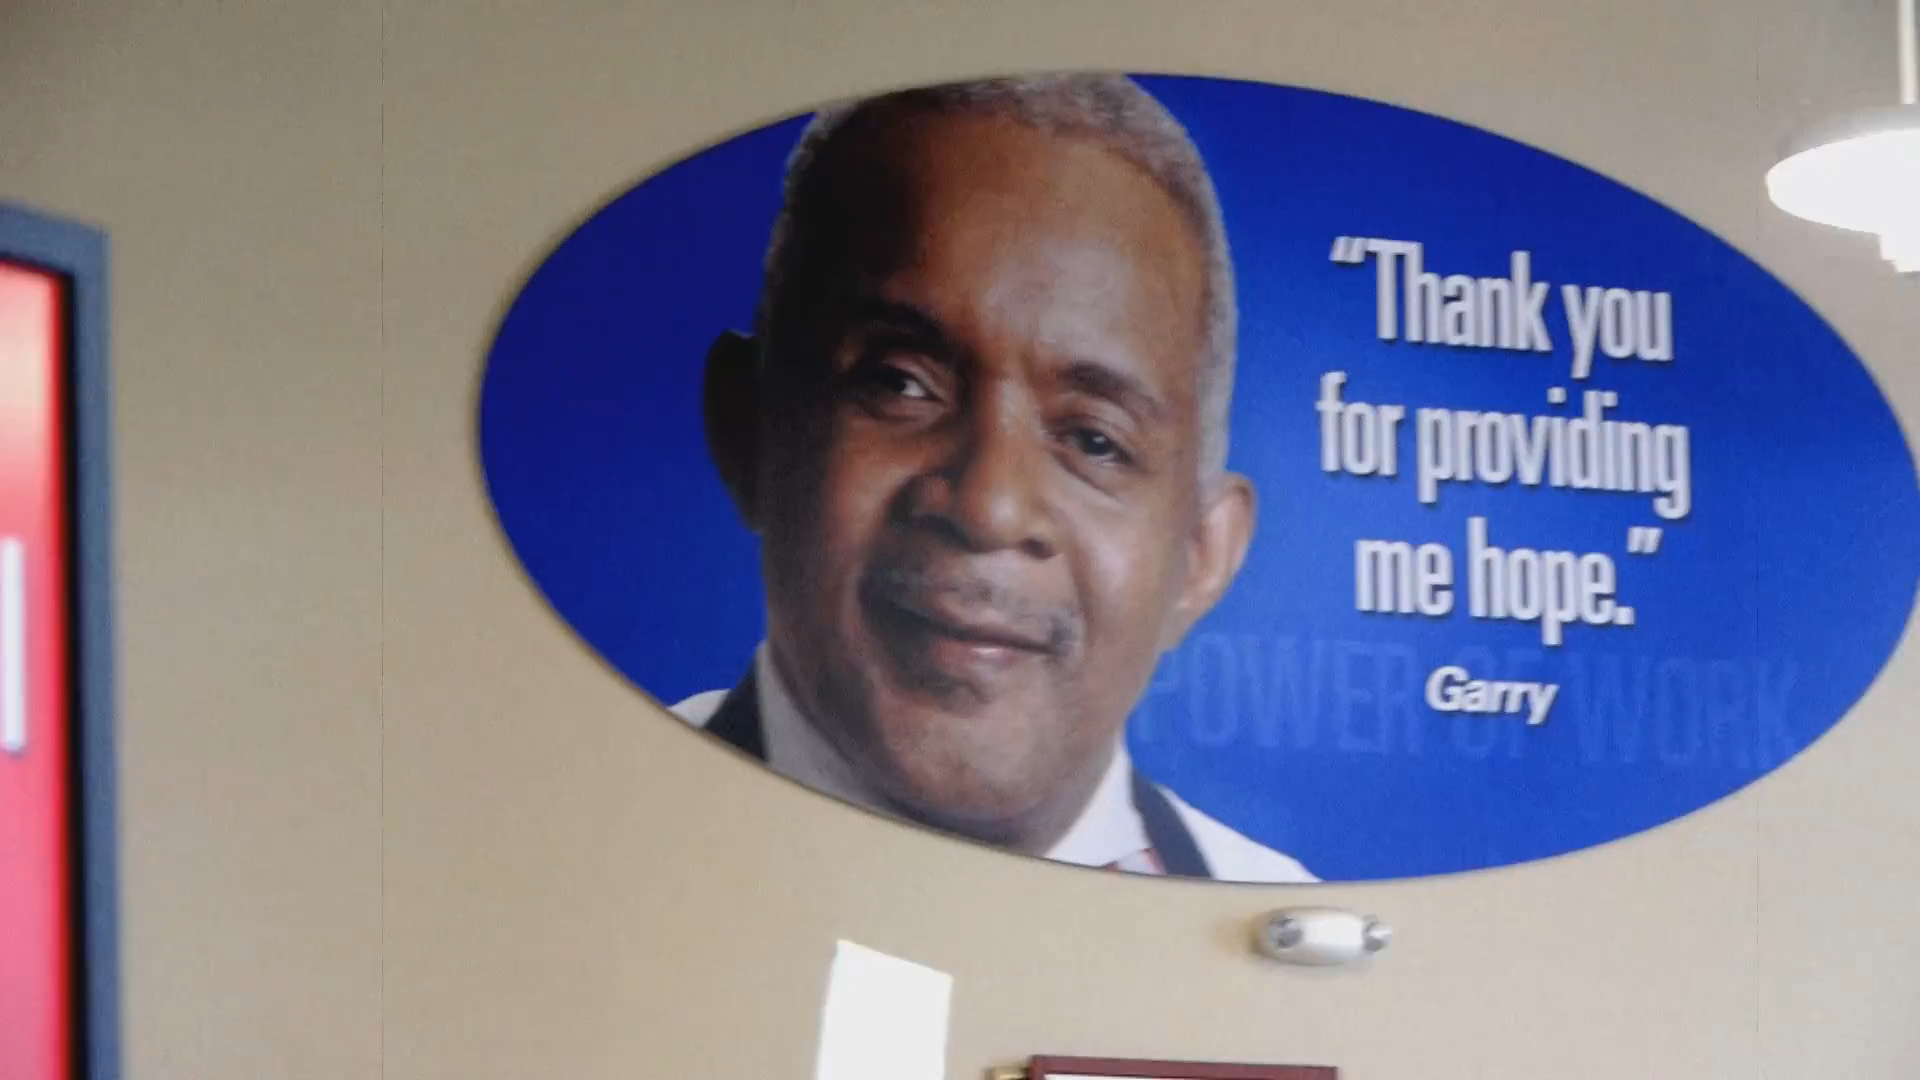 “Thank you
for providing
me hope.”
Garry
POWER OF WORK